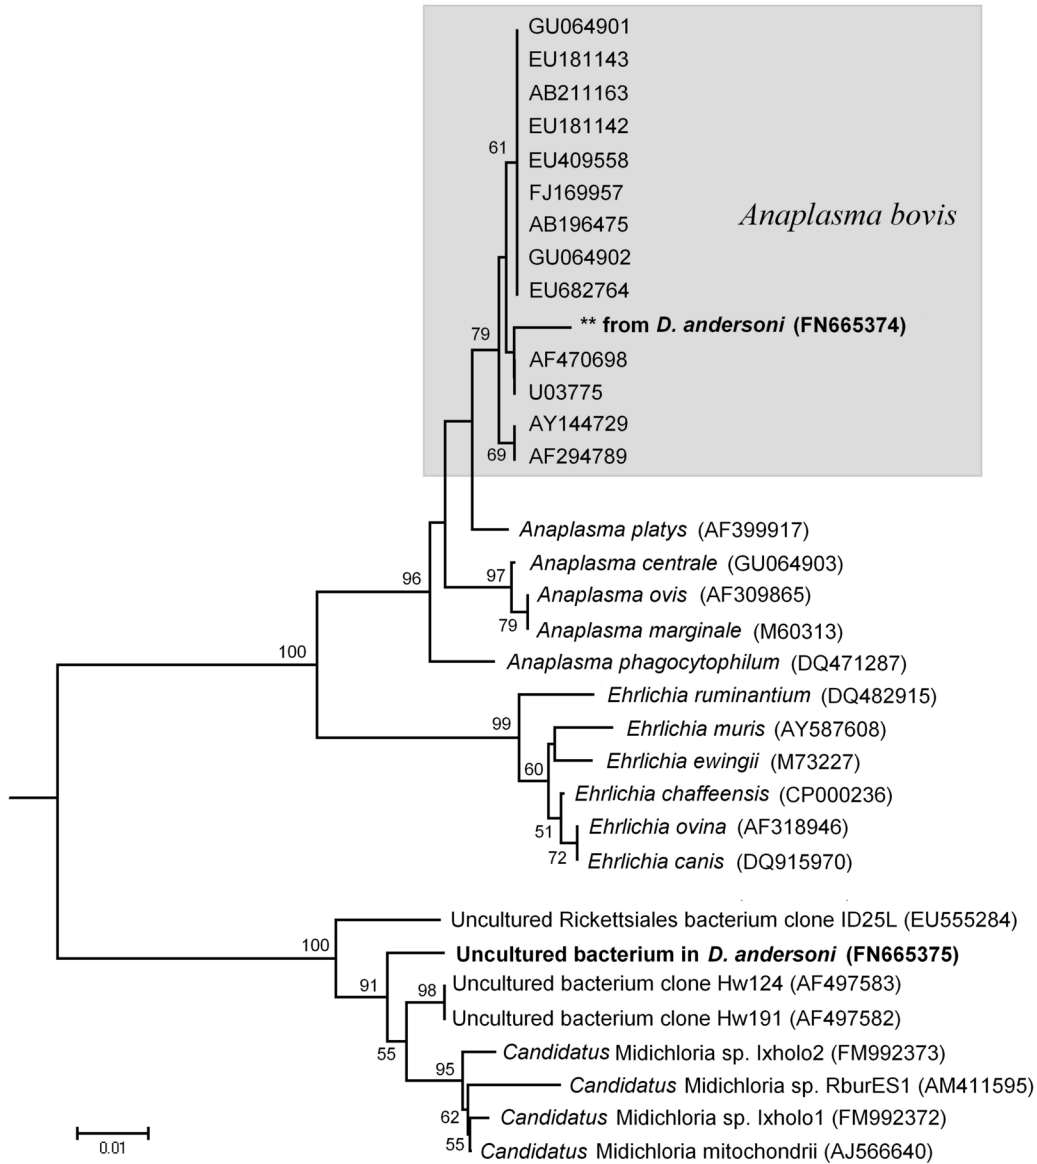 GU064901
EU181143
AB211163
EU181142
61
EU409558
FJ169957
Anaplasma bovis
AB196475
GU064902
EU682764
** from D. andersoni (FN665374)
79
AF470698
U03775
AY144729
69
AF294789
Anaplasma platys (AF399917)
Anaplasma centrale (GU064903)
96
97
Anaplasma ovis (AF309865)
79
Anaplasma marginale (M60313)
100
Anaplasma phagocytophilum (DQ471287)
Ehrlichia ruminantium (DQ482915)
99
Ehrlichia muris (AY587608)
60
Ehrlichia ewingii (M73227)
Ehrlichia chaffeensis (CP000236)
51
Ehrlichia ovina (AF318946)
72
Ehrlichia canis (DQ915970)
Uncultured Rickettsiales bacterium clone ID25L (EU555284)
100
Uncultured bacterium in D. andersoni (FN665375)
91
98
Uncultured bacterium clone Hw124 (AF497583)
Uncultured bacterium clone Hw191 (AF497582)
55
Candidatus Midichloria sp. Ixholo2 (FM992373)
95
Candidatus Midichloria sp. RburES1 (AM411595)
62
Candidatus Midichloria sp. Ixholo1 (FM992372)
55
Candidatus Midichloria mitochondrii (AJ566640)
0.01